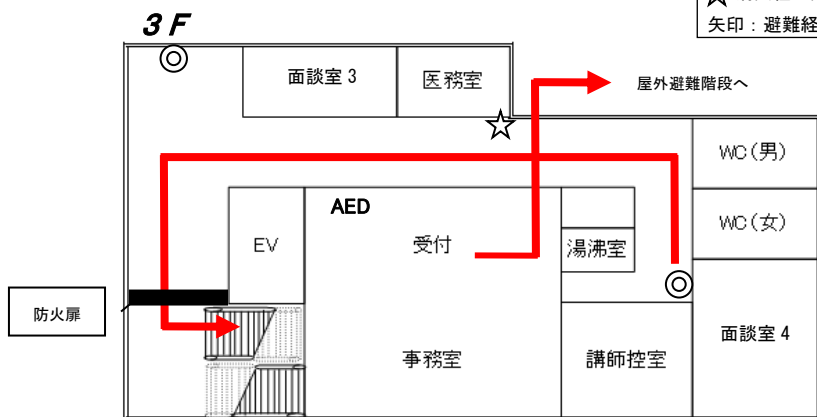 3F
矢印：避難経
面談室3
医務室
屋外避難階段へ
WC(男)
AED
WC(女)
EV
受付
湯沸室
防火扉
事務室
講師控室
面談室4